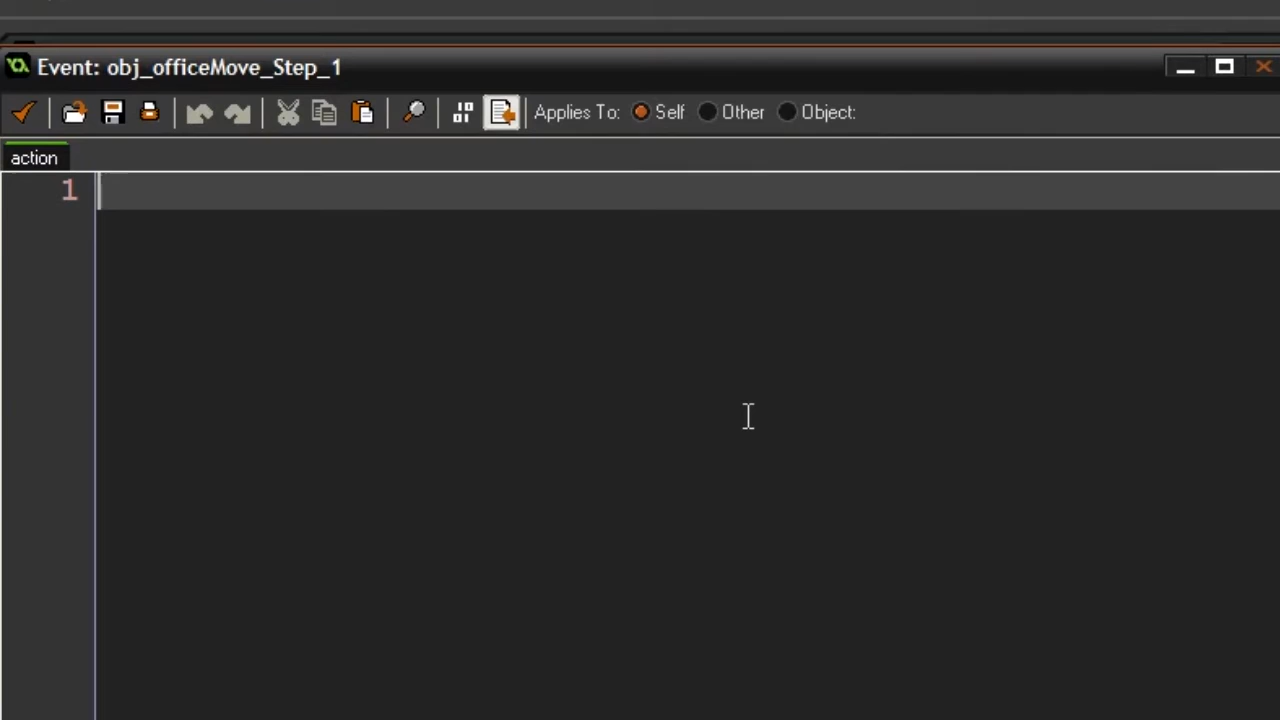 Event: obj_officeMove_Step_1
Applies To: Self Other Object:
action
1